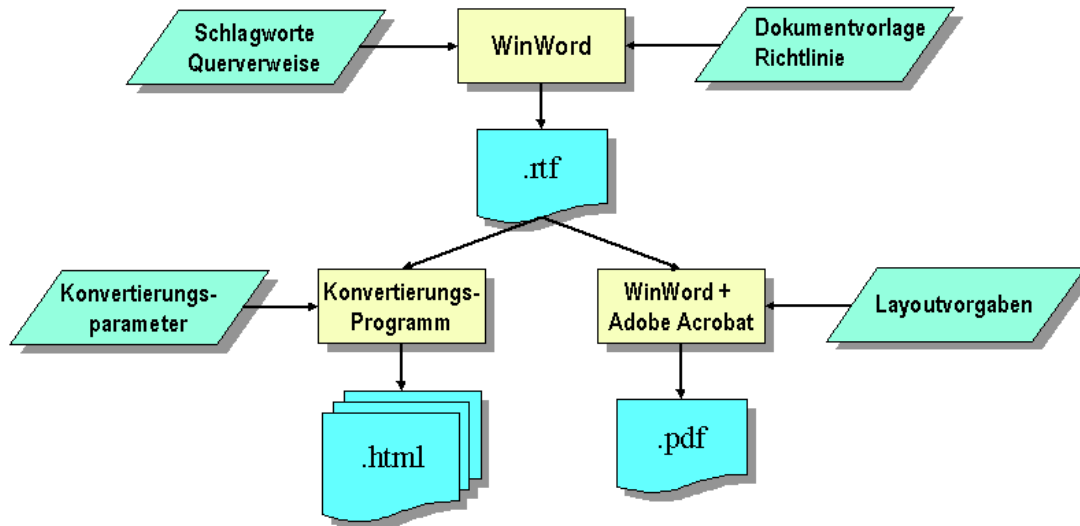 Schlagworte
Querverweise
WinWord
Dokumentvorlage
Richtlinie
.rtf
Konvertierungs-
parameter
Konvertierungs-
Programm
WinWord +
Adobe Acrobat
Layoutvorgaben
.html
.pdf